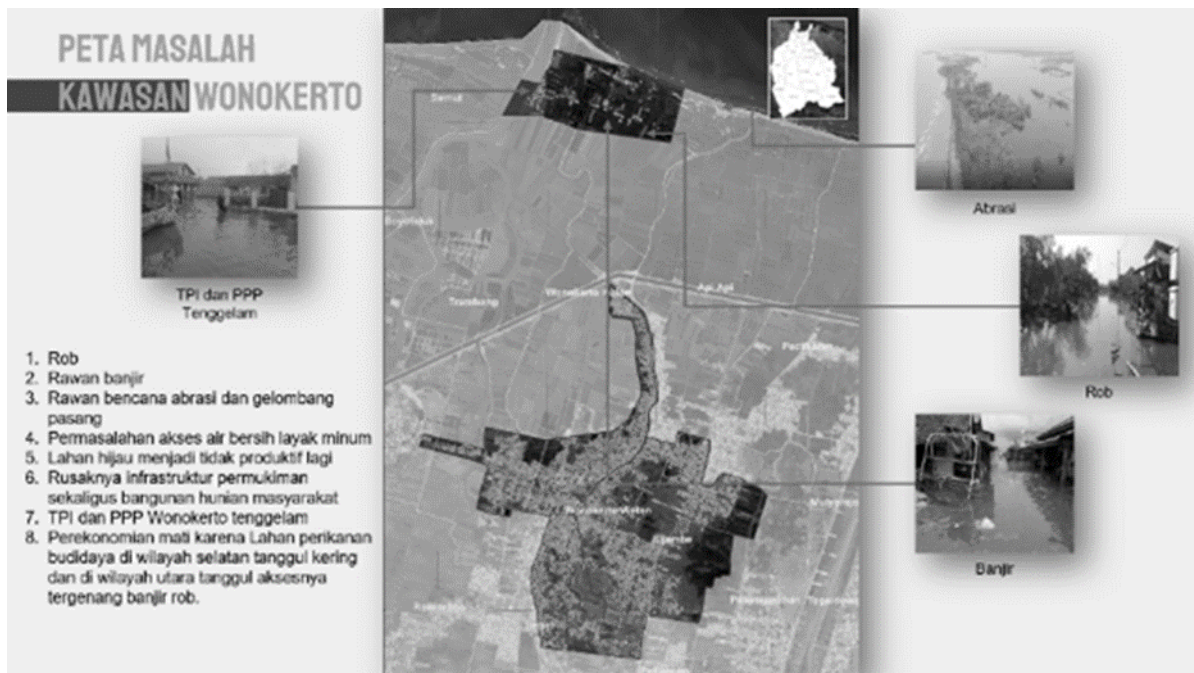 PETA MASALAH
KAWASAN WONOKERTO
TPI dan PPP
Tenggelam
1. Rob
2. Rawan banjir
3. Rawan bencana abrasi dan gelombang
pasang
4. Permasalahan akses air bersih layak minum
5. Lahan hijau menjadi tidak produktif lagi
6. Rusaknya infrastruktur permukiman
sekaligus bangunan hunian masyarakat
7. TPI dan PPP Wonokerto tenggelam
8. Perekonomian mati karena Lahan perikanan
budidaya di wilayah selatan tanggul kering
dan di wilayah utara tanggul aksesnya
tergenang banjir rob.
Semut
Api Api
Abrasi
Rob
Banjir